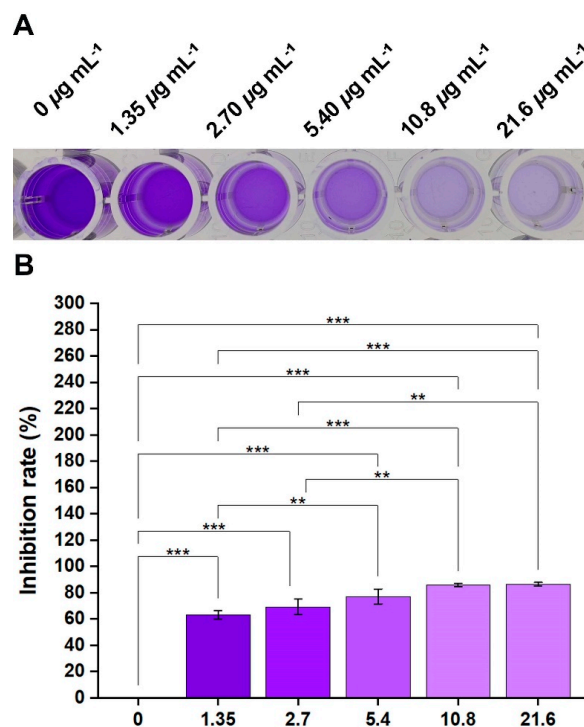 A
0 µg mL⁻¹
1.35 µg mL⁻¹
2.70 µg mL⁻¹
5.40 µg mL⁻¹
10.8 µg mL⁻¹
21.6 µg mL⁻¹
B
Inhibition rate (%)
300
280
260
240
220
200
180
160
140
120
100
80
60
40
20
0
***
***
***
**
***
***
**
**
***
***
0 1.35 2.7 5.4 10.8 21.6